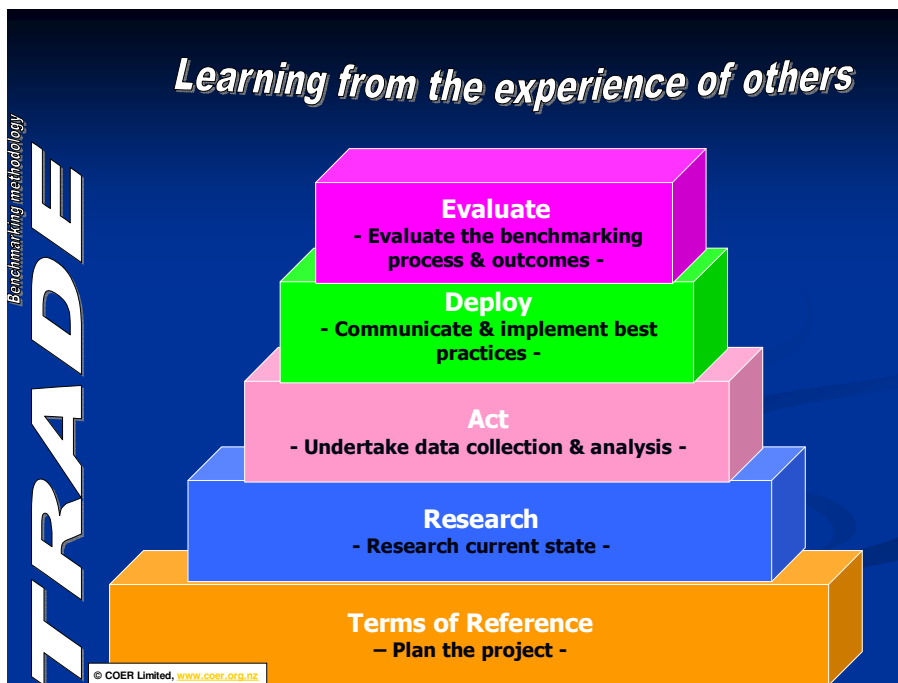 Learning from the experience of others
Benchmarking methodology
TRADE
Evaluate
- Evaluate the benchmarking
process & outcomes -
Deploy
- Communicate & implement best
practices -
Act
- Undertake data collection & analysis -
Research
- Research current state -
Terms of Reference
– Plan the project -
© COER Limited, www.coer.org.nz